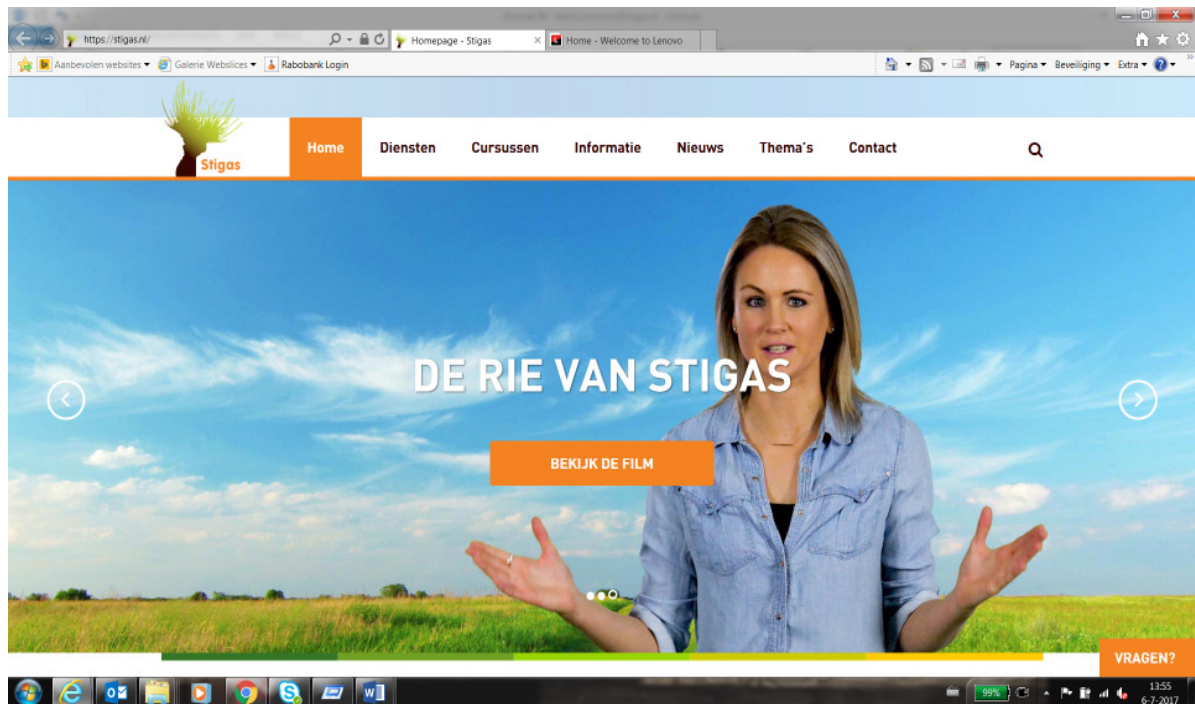 https://stigas.nl/
Homepage - Stigas
Home - Welcome to Lenovo
Aanbevolen websites
Galerie Webslices
Rabobank Login
Pagina
Beveiliging
Extra
Stigas
Home
Diensten
Cursussen
Informatie
Nieuws
Thema's
Contact
DE RIE VAN STIGAS
BEKIJK DE FILM
VRAGEN?
99%
13:55
6-7-2017